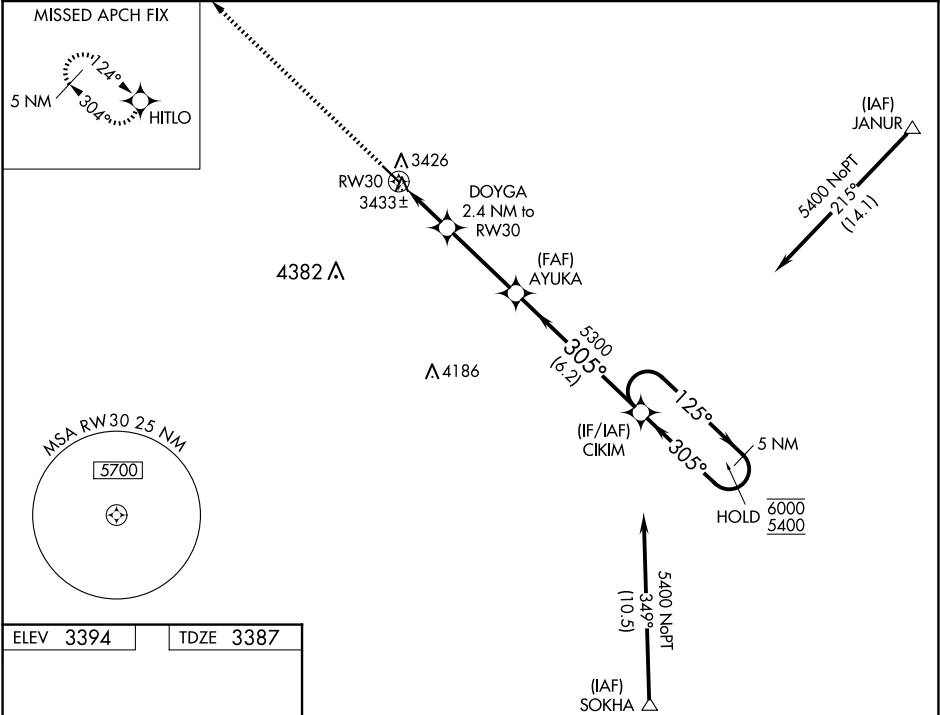 MISSED APCH FIX
124°
5 NM
304°
HITLO
(IAF)
JANUR
5400 NoPT
215°
(14.1)
3426
RW30
3433±
DOYGA
2.4 NM to
RW30
4382
(FAF)
AYUKA
5300
305°
(6.2)
4186
(IF/IAF)
CIKIM
125°
305°
5 NM
HOLD
6000
5400
MSA RW30 25 NM
5700
5400 NoPT
349°
(10.5)
(IAF)
SOKHA
ELEV 3394
TDZE 3387